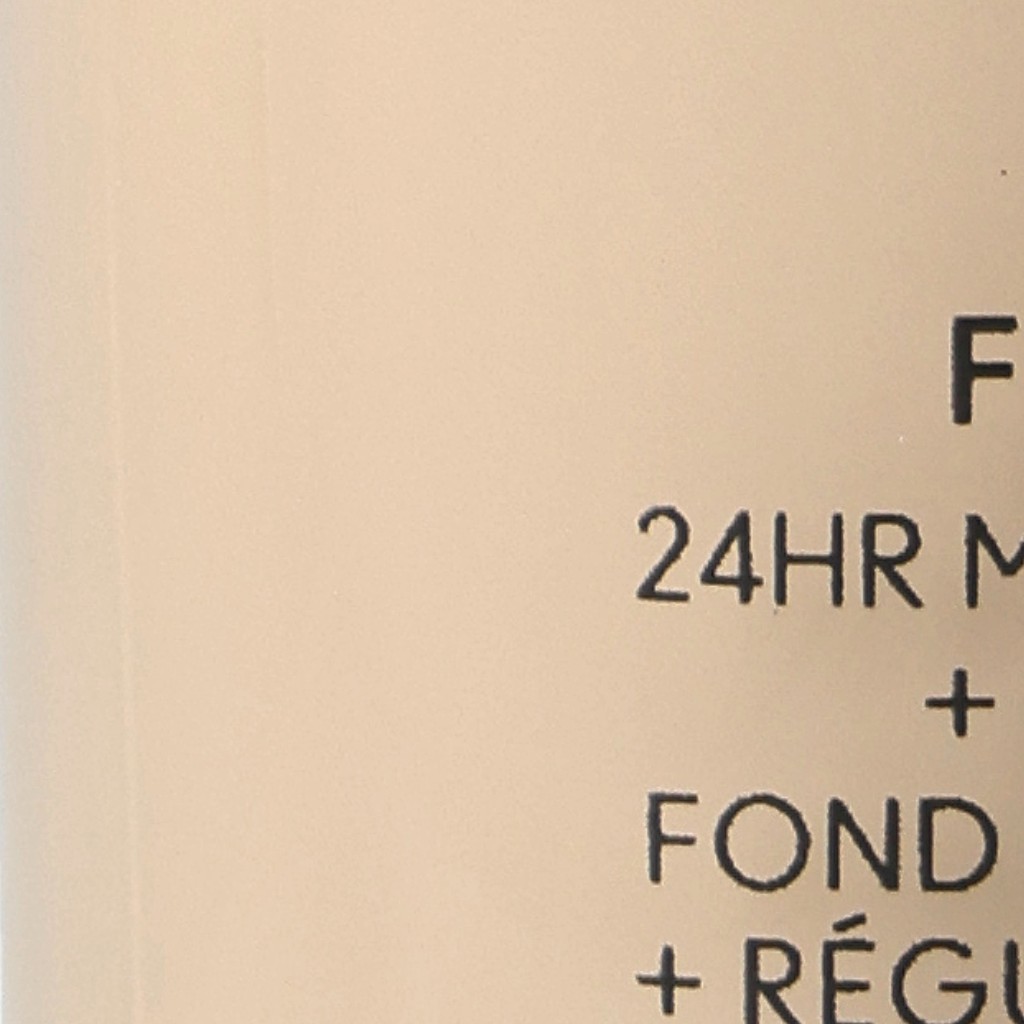 F
24HR M
+
FOND
+ RÉGU